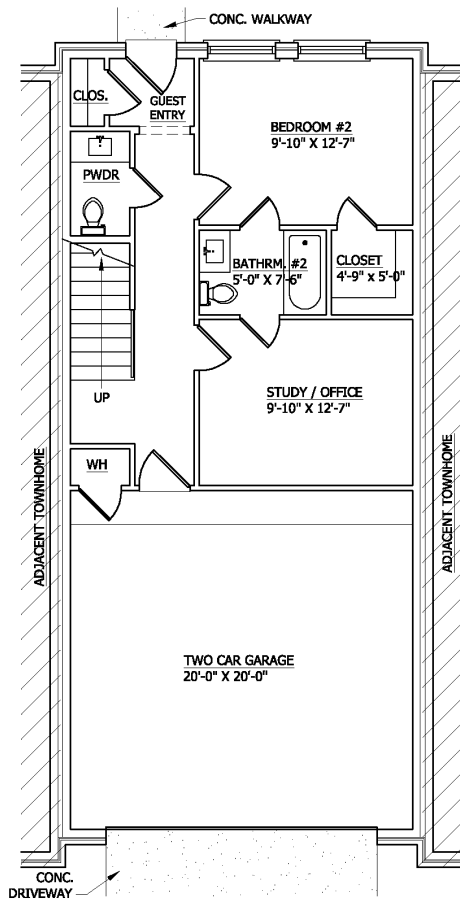 CONC. WALKWAY
CLOS.
GUEST
ENTRY
BEDROOM #2
9'-10" X 12'-7"
PWDR
BATHRM. #2
5'-0" X 7'-6"
CLOSET
4'-9" x 5'-0"
UP
STUDY / OFFICE
9'-10" X 12'-7"
WH
ADJACENT TOWNHOME
ADJACENT TOWNHOME
TWO CAR GARAGE
20'-0" X 20'-0"
CONC.
DRIVEWAY